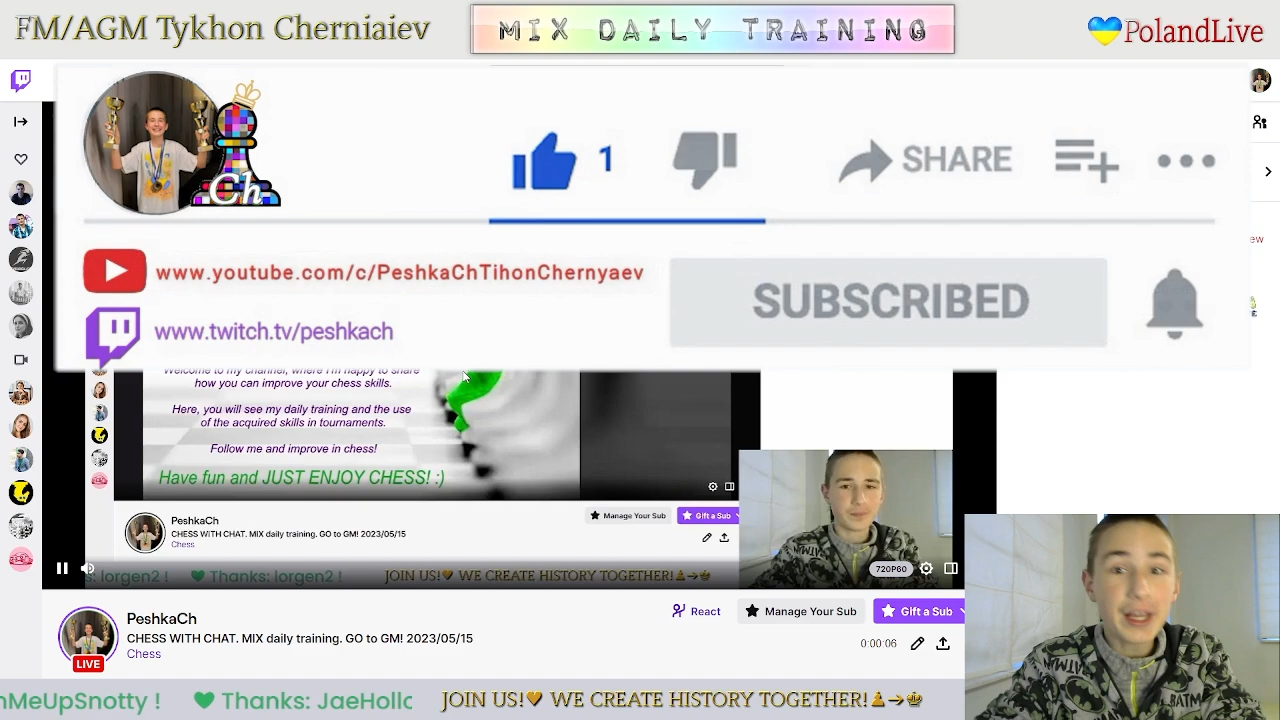 FM/AGM Tykhon Cherniaiev
MIX DAILY TRAINING
PolandLive
Ch
1
SHARE
www.youtube.com/c/PeshkaChTihonChernyaev
SUBSCRIBED
www.twitch.tv/peshkach
ew
Welcome to my channel, where I'm happy to share
how you can improve your chess skills.
Here, you will see my daily training and the use
of the acquired skills in tournaments.
Follow me and improve in chess!
Have fun and JUST ENJOY CHESS! :)
PeshkaCh
CHESS WITH CHAT. MIX daily training. GO to GM! 2023/05/15
Chess
Manage Your Sub
Gift a Sub
s: lorgen2 !
Thanks: lorgen2 !
JOIN US! WE CREATE HISTORY TOGETHER!
720P60
PeshkaCh
CHESS WITH CHAT. MIX daily training. GO to GM! 2023/05/15
Chess
LIVE
React
Manage Your Sub
Gift a Sub
0:00:06
BATMAN
BATM
nMeUpSnotty !
Thanks: JaeHollo
JOIN US! WE CREATE HISTORY TOGETHER!